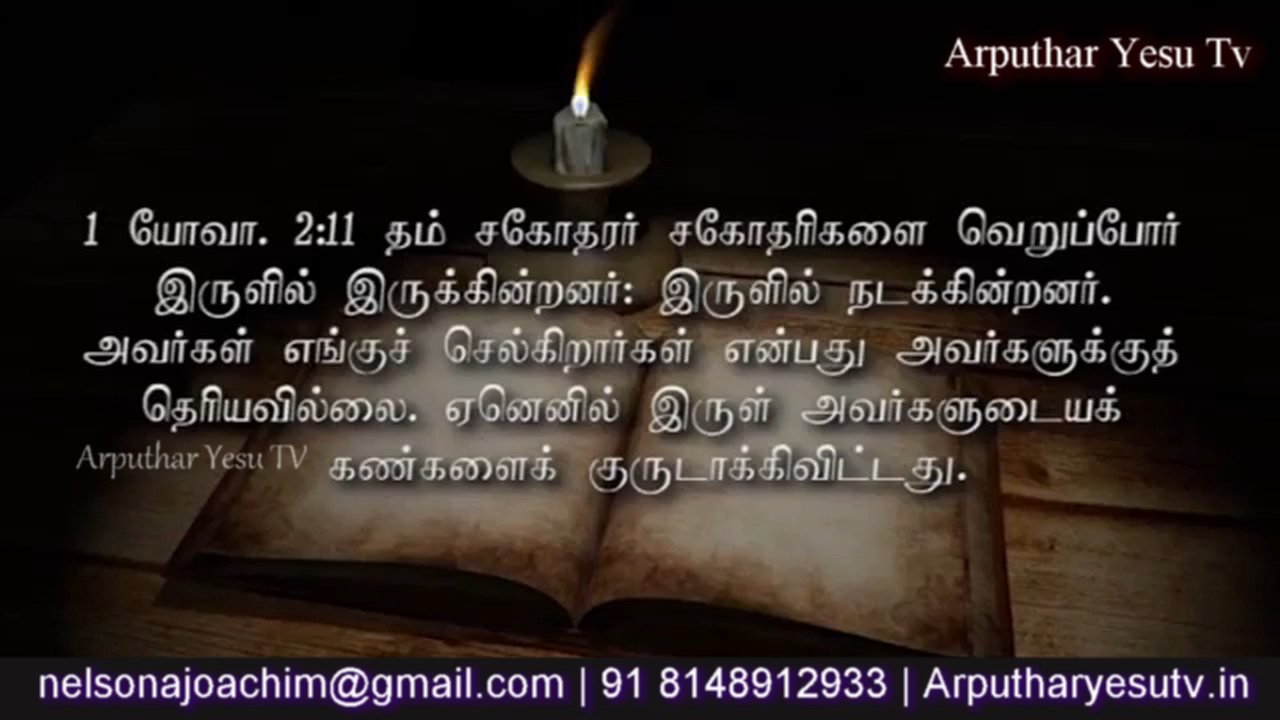 Arputhar Yesu Tv
1 யோவா. 2:11 தம் சகோதரர் சகோதரிகளை வெறுப்போர்
இருளில் இருக்கின்றனர்: இருளில் நடக்கின்றனர்.
அவர்கள் எங்குச் செல்கிறார்கள் என்பது அவர்களுக்குத்
தெரியவில்லை. ஏனெனில் இருள் அவர்களுடையக்
Arputhar Yesu TV
கண்களைக் குருடாக்கிவிட்டது.
nelsonajoachim@gmail.com | 91 8148912933 | Arputharyesutv.in